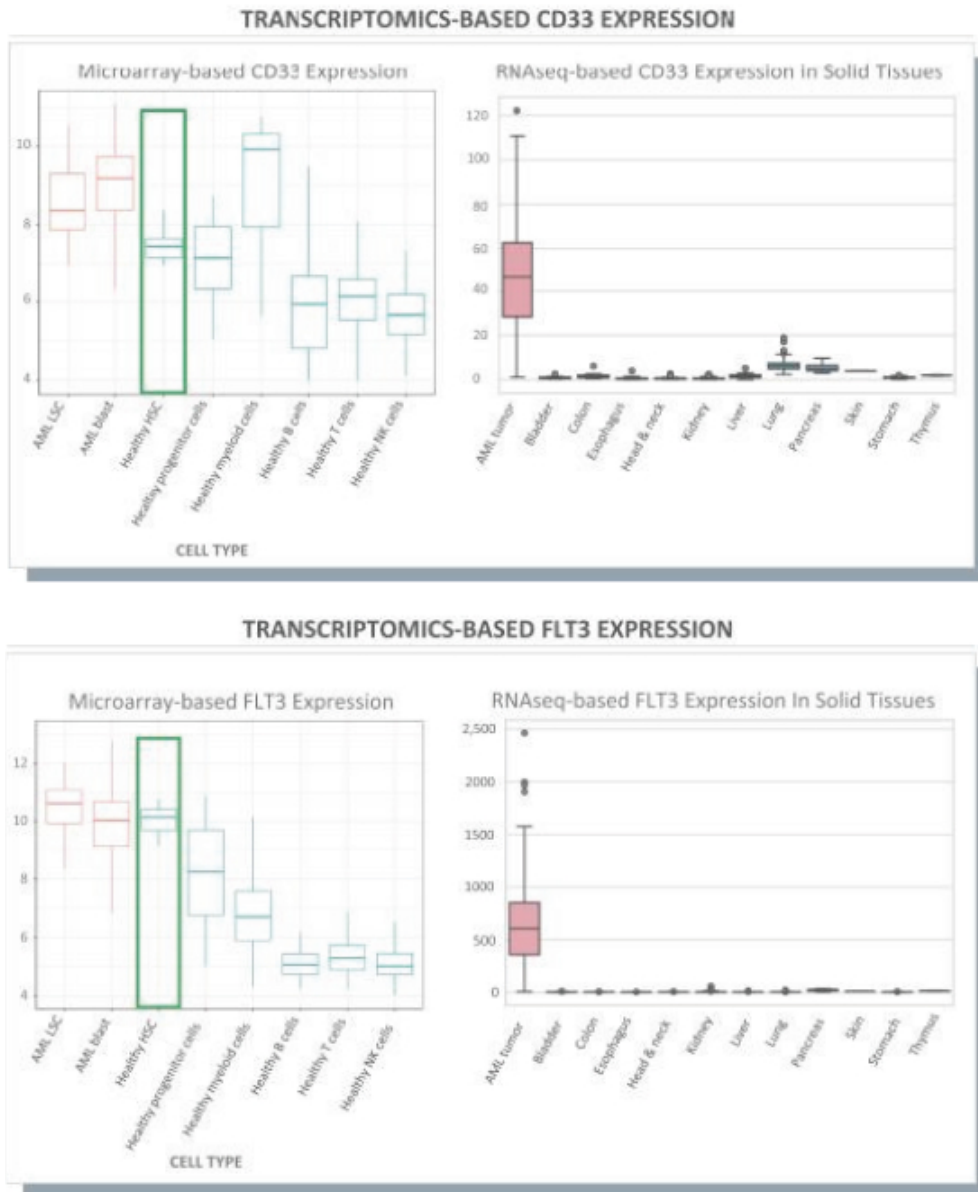 TRANSCRIPTOMICS-BASED CD33 EXPRESSION
Microarray-based CD33 Expression
RNAseq-based CD33 Expression in Solid Tissues
10
8
6
4
120
100
80
60
40
20
0
AML LSC
AML blast
Healthy HSC
Healthy progenitor cells
Healthy myeloid cells
Healthy B cells
Healthy T cells
Healthy NK cells
AML tumor
Bladder
Colon
Esophagus
Head & neck
Kidney
Liver
Lung
Pancreas
Skin
Stomach
Thymus
CELL TYPE
TRANSCRIPTOMICS-BASED FLT3 EXPRESSION
Microarray-based FLT3 Expression
RNAseq-based FLT3 Expression In Solid Tissues
12
10
8
6
4
2,500
2000
1500
1000
500
0
AML LSC
AML blast
Healthy HSC
Healthy progenitor cells
Healthy myeloid cells
Healthy B cells
Healthy T cells
Healthy NK cells
AML tumor
Bladder
Colon
Esophagus
Head & neck
Kidney
Liver
Lung
Pancreas
Skin
Stomach
Thymus
CELL TYPE